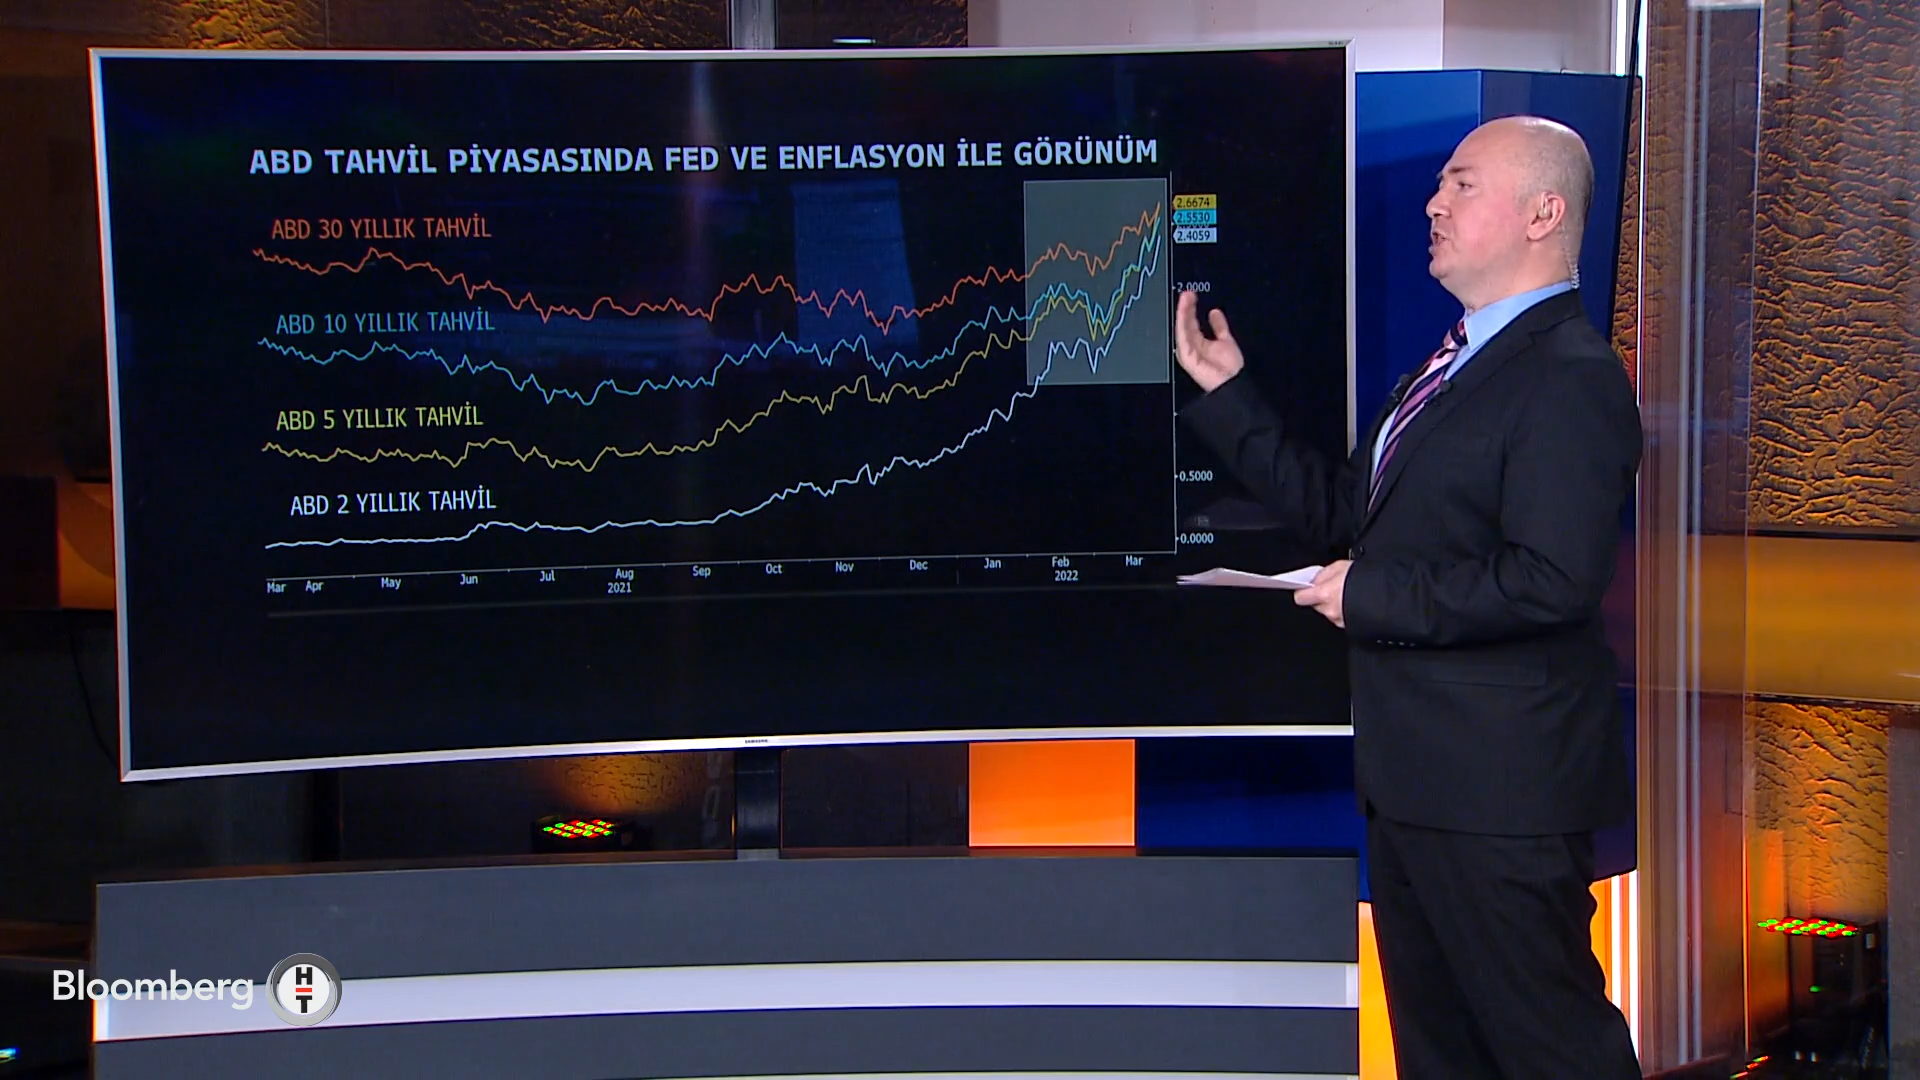 ABD TAHVİL PİYASASINDA FED VE ENFLASYON İLE GÖRÜNÜM
ABD 30 YILLIK TAHVİL
2.6674
2.5530
2.4059
2.0000
ABD 10 YILLIK TAHVİL
ABD 5 YILLIK TAHVİL
0.5000
ABD 2 YILLIK TAHVİL
0.0000
Mar Apr May Jun Jul Aug Sep Oct Nov Dec Jan Feb Mar
2021 2022
SAMSUNG
Bloomberg HT